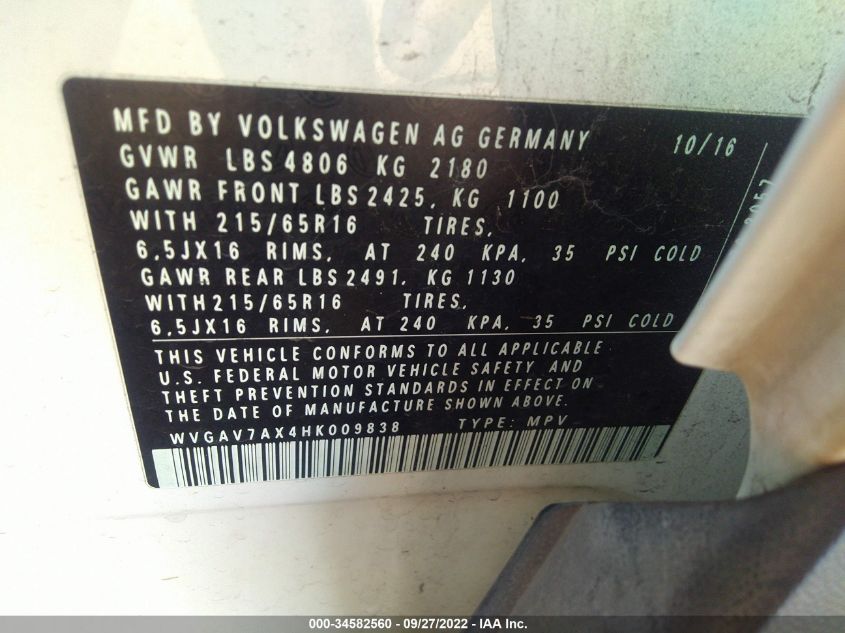 MFD BY VOLKSWAGEN AG GERMANY 10/16
GVWR LBS 4806 KG 2180
GAWR FRONT LBS 2425, KG 1100
WITH 215/65R16 TIRES,
6,5JX16 RIMS, AT 240 KPA, 35 PSI COLD
GAWR REAR LBS 2491, KG 1130
WITH 215/65R16 TIRES,
6,5JX16 RIMS, AT 240 KPA, 35 PSI COLD
THIS VEHICLE CONFORMS TO ALL APPLICABLE
U.S. FEDERAL MOTOR VEHICLE SAFETY, AND
THEFT PREVENTION STANDARDS IN EFFECT ON
THE DATE OF MANUFACTURE SHOWN ABOVE.
WVGAV7AX4HK009838 TYPE: MPV
000-34582560 - 09/27/2022 - IAA Inc.